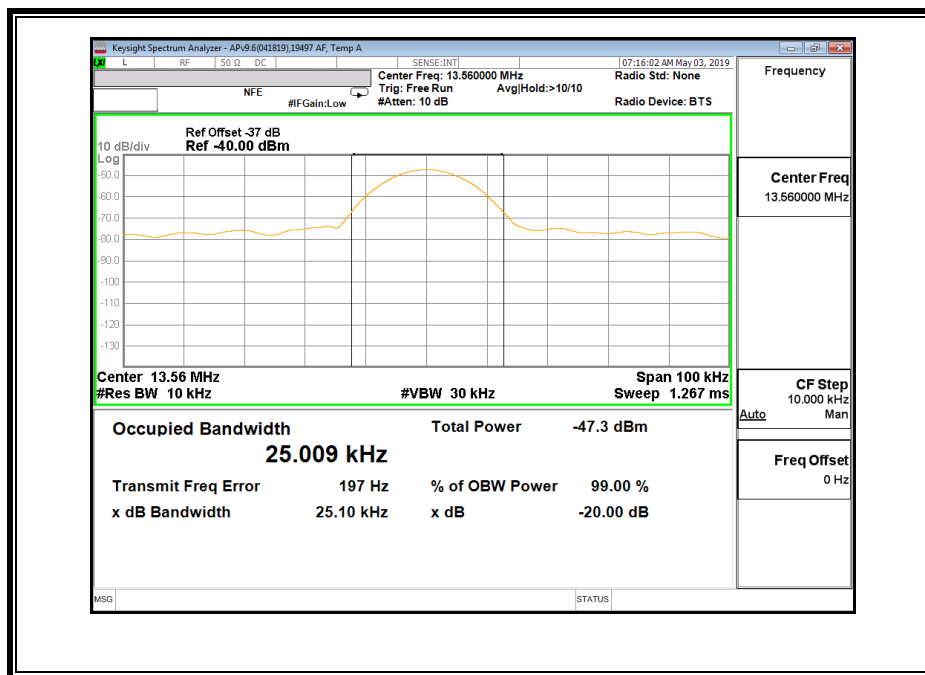 Keysight Spectrum Analyzer - APv9.6(041819),19497 AF, Temp A
LXI L RF 50 Ω DC SENSE:INT 07:16:02 AM May 03, 2019
Center Freq: 13.560000 MHz Radio Std: None
NFE Trig: Free Run Avg|Hold:>10/10
#IFGain:Low #Atten: 10 dB Radio Device: BTS
Frequency
Ref Offset -37 dB
10 dB/div Ref -40.00 dBm
Log
-50.0
-60.0
-70.0
-80.0
-90.0
-100
-110
-120
-130
Center 13.56 MHz Span 100 kHz
#Res BW 10 kHz #VBW 30 kHz Sweep 1.267 ms
Occupied Bandwidth Total Power -47.3 dBm
25.009 kHz
Transmit Freq Error 197 Hz % of OBW Power 99.00 %
x dB Bandwidth 25.10 kHz x dB -20.00 dB
Center Freq
13.560000 MHz
CF Step
10.000 kHz
Auto Man
Freq Offset
0 Hz
MSG STATUS